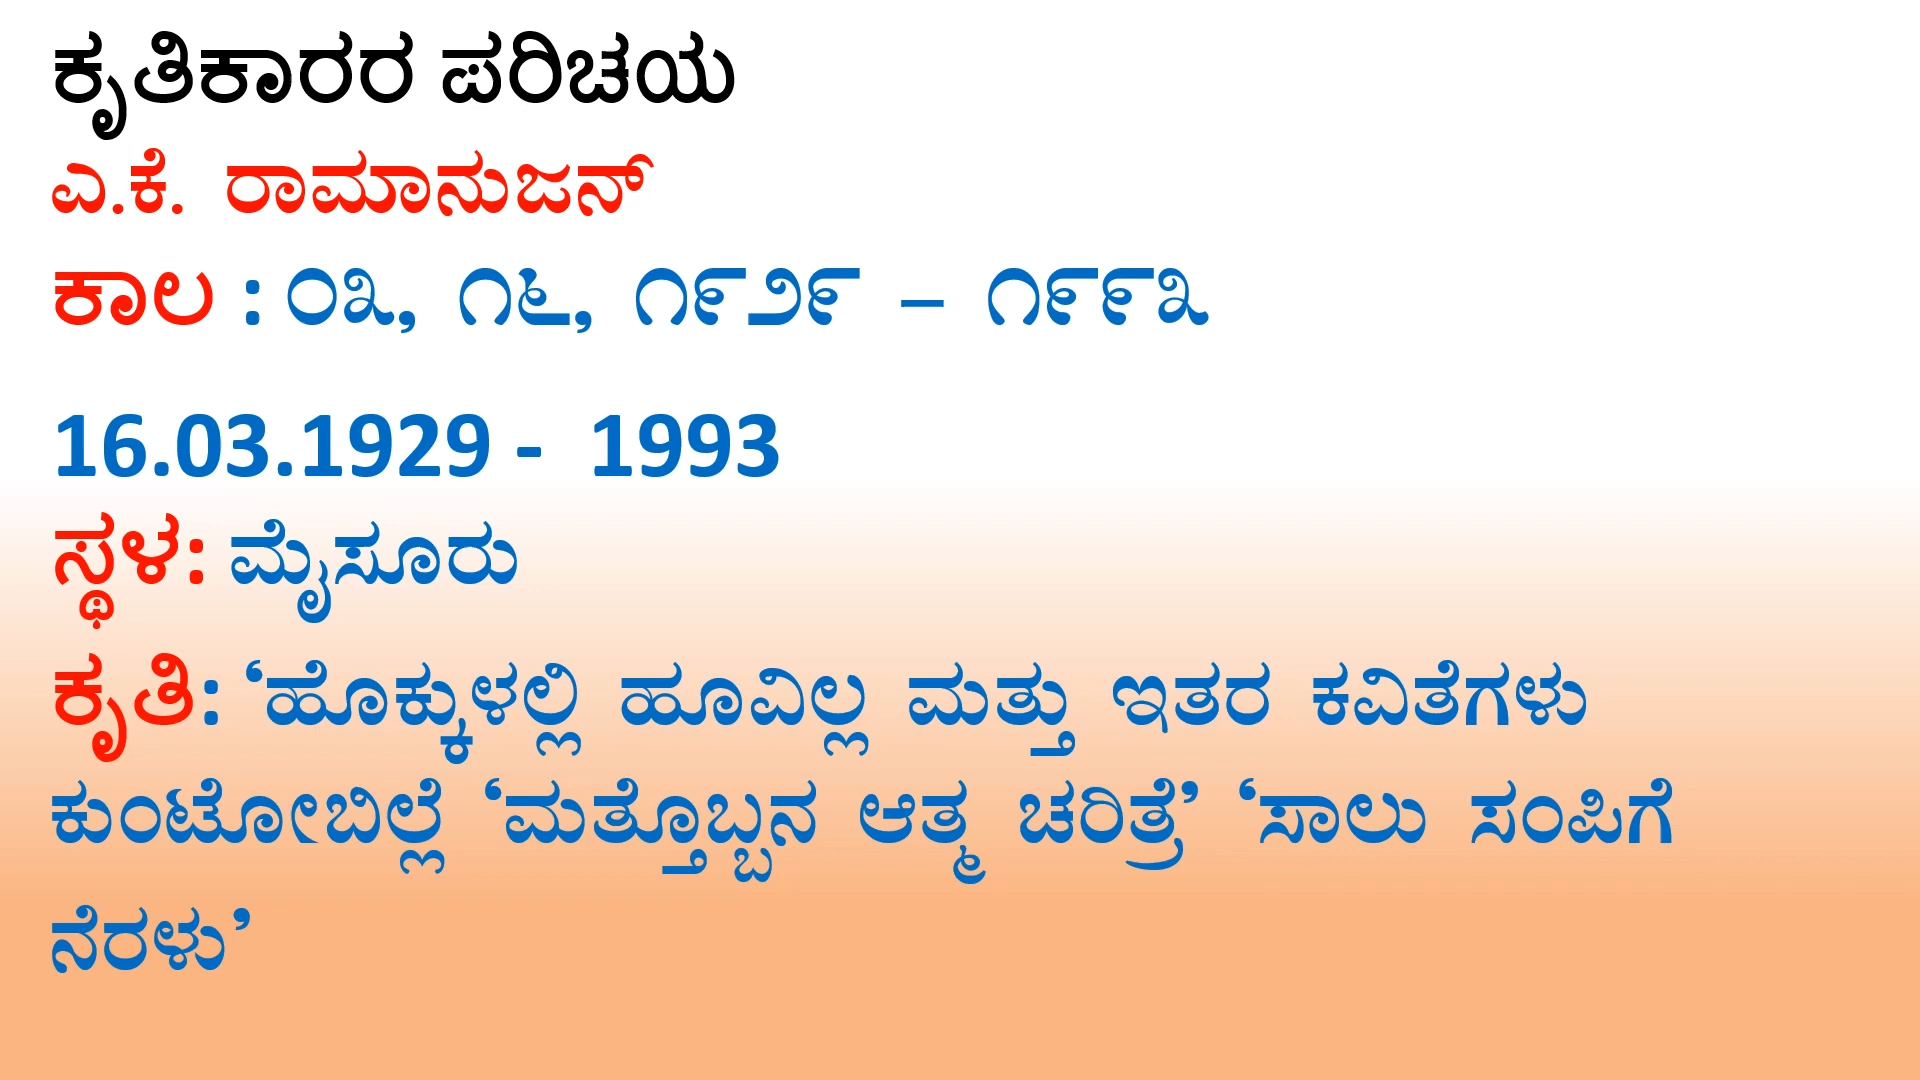 ಕೃತಿಕಾರರ ಪರಿಚಯ
ಎ.ಕೆ. ರಾಮಾನುಜನ್
ಕಾಲ : ೦೩, ೧೬, ೧೯೨೯ – ೧೯೯೩
16.03.1929 - 1993
ಸ್ಥಳ: ಮೈಸೂರು
ಕೃತಿ: ‘ಹೊಕ್ಕುಳಲ್ಲಿ ಹೂವಿಲ್ಲ ಮತ್ತು ಇತರ ಕವಿತೆಗಳು
ಕುಂಟೋಬಿಲ್ಲೆ ‘ಮತ್ತೊಬ್ಬನ ಆತ್ಮ ಚರಿತ್ರೆ’ ‘ಸಾಲು ಸಂಪಿಗೆ
ನೆರಳು’